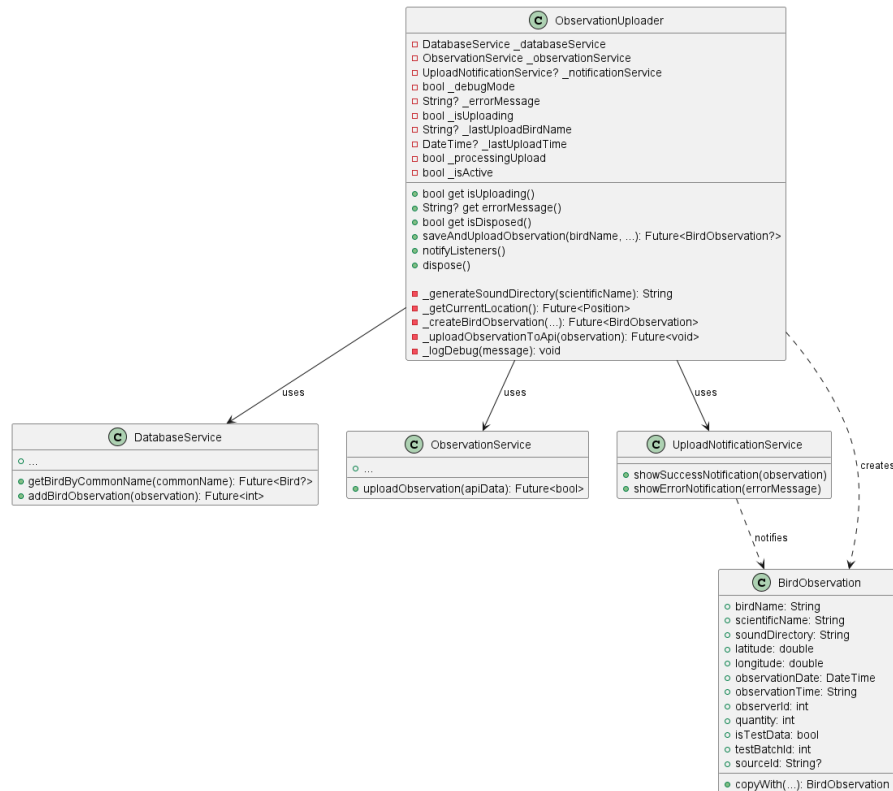 C ObservationUploader
DatabaseService _databaseService
ObservationService _observationService
UploadNotificationService? _notificationService
bool _debugMode
String? _errorMessage
bool _isUploading
String? _lastUploadBirdName
DateTime? _lastUploadTime
bool _processingUpload
bool _isActive
bool get isUploading()
String? get errorMessage()
bool get isDisposed()
saveAndUploadObservation(birdName, ...): Future<BirdObservation?>
notifyListeners()
dispose()
_generateSoundDirectory(scientificName): String
_getCurrentLocation(): Future<Position>
_createBirdObservation(...): Future<BirdObservation>
_uploadObservationToApi(observation): Future<void>
_logDebug(message): void
uses
uses
uses
creates
C DatabaseService
...
getBirdByCommonName(commonName): Future<Bird?>
addBirdObservation(observation): Future<int>
C ObservationService
...
uploadObservation(apiData): Future<bool>
C UploadNotificationService
showSuccessNotification(observation)
showErrorNotification(errorMessage)
notifies
C BirdObservation
birdName: String
scientificName: String
soundDirectory: String
latitude: double
longitude: double
observationDate: DateTime
observationTime: String
observerId: int
quantity: int
isTestData: bool
testBatchId: int
sourceId: String?
copyWith(...): BirdObservation